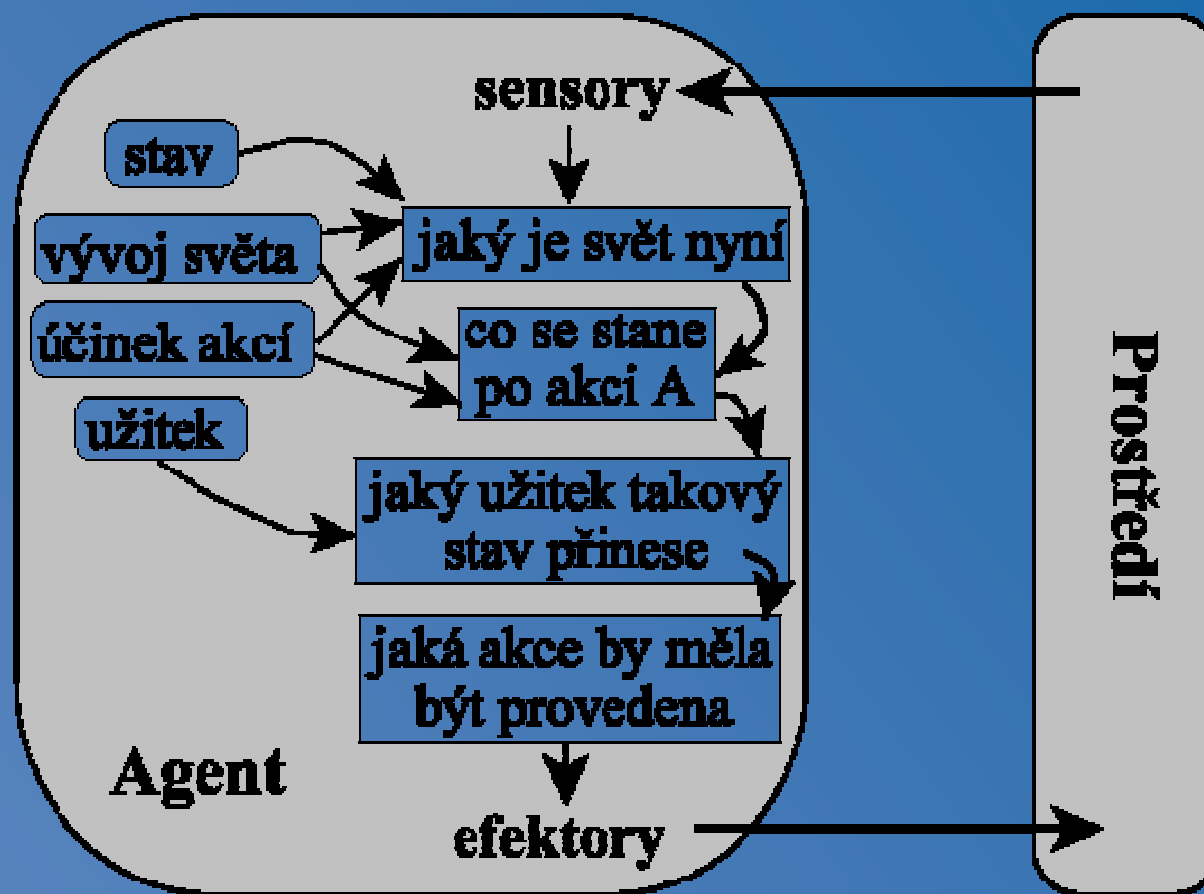 sensory
stav
jaký je svět nyní
vývoj světa
účinek akcí
co se stane
po akci A
užitek
jaký užitek takový
stav přinese
jaká akce by měla
být provedena
Agent
efektory
Prostředí